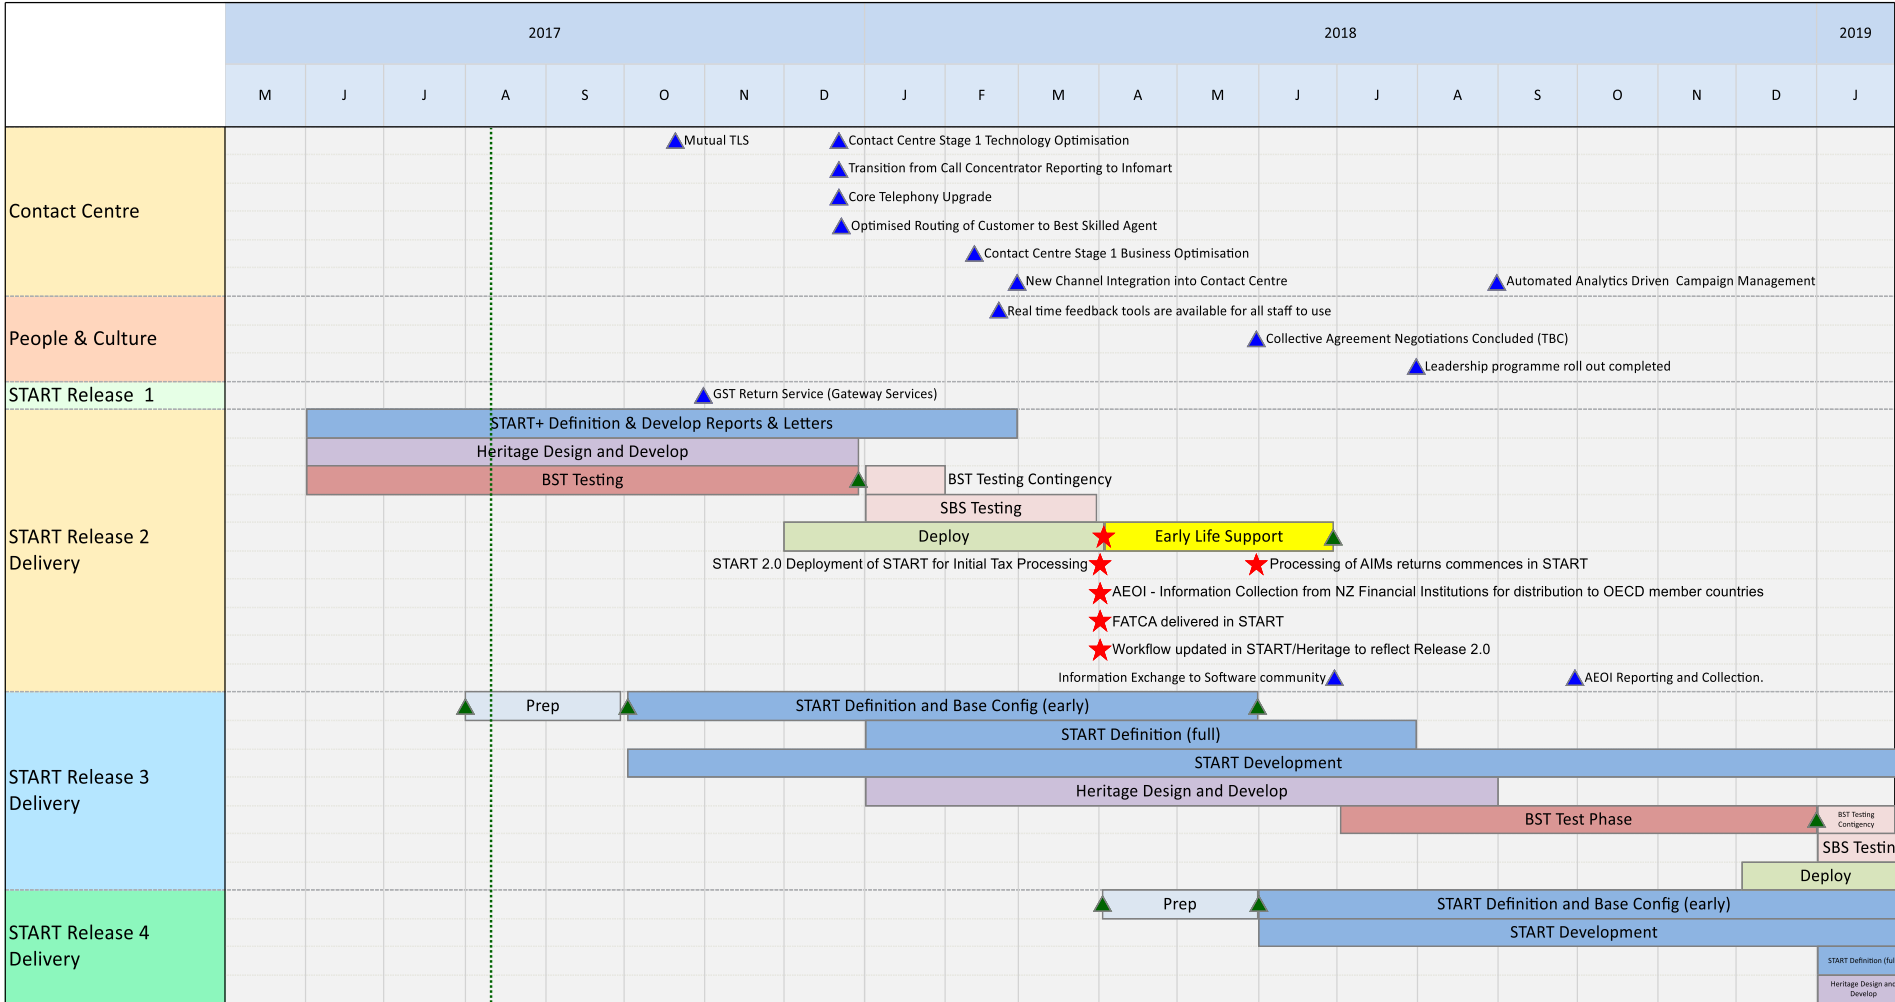 2017 2018 2019
M J J A S O N D J F M A M J J A S O N D J
Contact Centre
Mutual TLS
Contact Centre Stage 1 Technology Optimisation
Transition from Call Concentrator Reporting to Infomart
Core Telephony Upgrade
Optimised Routing of Customer to Best Skilled Agent
Contact Centre Stage 1 Business Optimisation
New Channel Integration into Contact Centre
Automated Analytics Driven  Campaign Management
People & Culture
Real time feedback tools are available for all staff to use
Collective Agreement Negotiations Concluded (TBC)
Leadership programme roll out completed
START Release  1
GST Return Service (Gateway Services)
START Release 2
Delivery
START+ Definition & Develop Reports & Letters
Heritage Design and Develop
BST Testing
BST Testing Contingency
SBS Testing
Deploy
Early Life Support
START 2.0 Deployment of START for Initial Tax Processing
Processing of AIMs returns commences in START
AEOI - Information Collection from NZ Financial Institutions for distribution to OECD member countries
FATCA delivered in START
Workflow updated in START/Heritage to reflect Release 2.0
Information Exchange to Software community
AEOI Reporting and Collection.
START Release 3
Delivery
Prep
START Definition and Base Config (early)
START Definition (full)
START Development
Heritage Design and Develop
BST Test Phase
BST Testing
Contigency
SBS Testin
Deploy
START Release 4
Delivery
Prep
START Definition and Base Config (early)
START Development
START Definition (ful
Heritage Design and
Develop